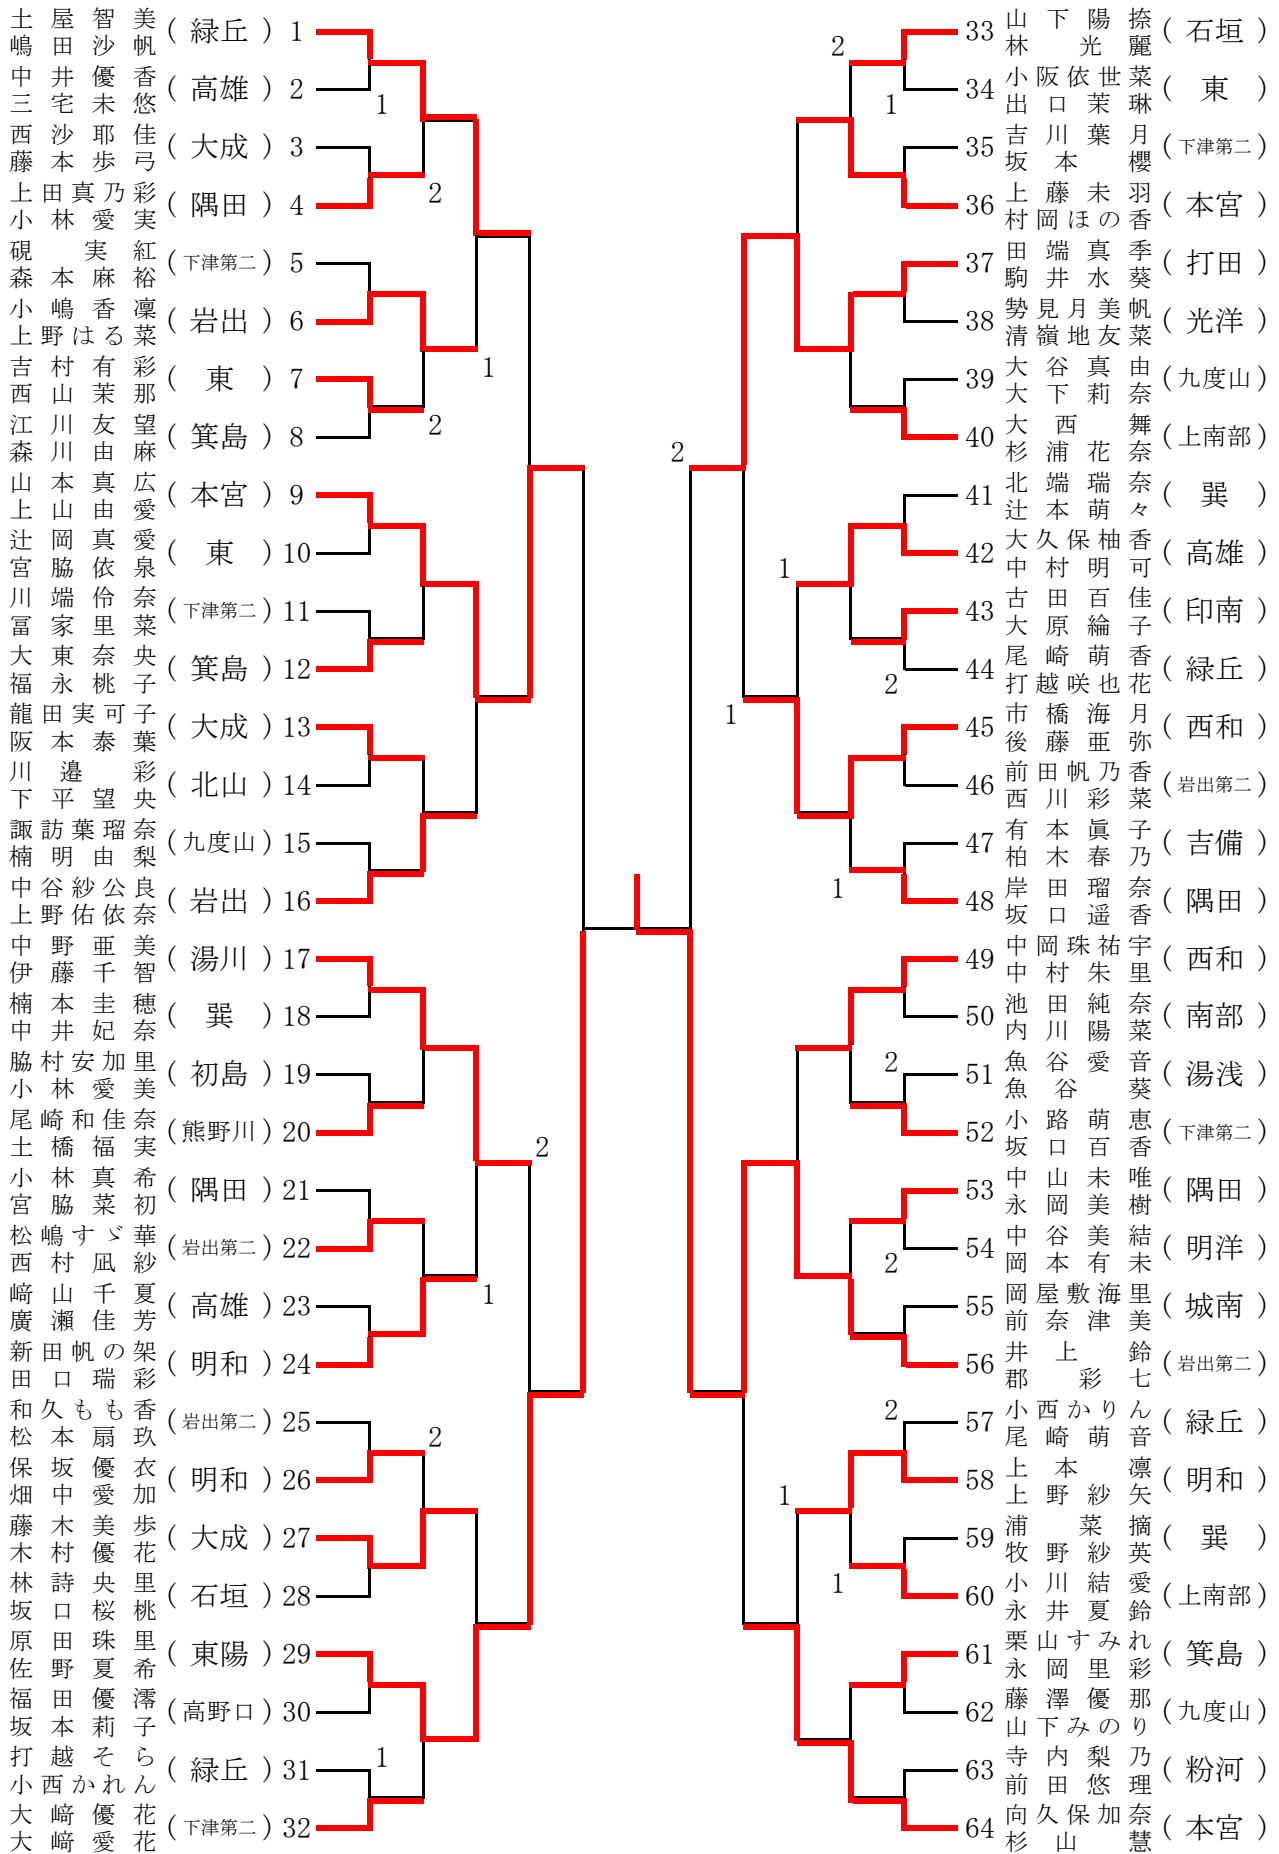 土屋智美
嶋田沙帆
(緑丘) 1
中井優香
三宅未悠
(高雄) 2
1
西沙耶佳
藤本歩弓
(大成) 3
上田真乃彩
小林愛実
(隅田) 4
2
硯実紅
森本麻裕
(下津第二) 5
小嶋香凜
上野はる菜
(岩出) 6
1
吉村有彩
西山茉那
(東) 7
江川友望
森川由麻
(箕島) 8
2
山本真広
上山由愛
(本宮) 9
辻岡真愛
宮脇依泉
(東) 10
川端伶奈
冨家里菜
(下津第二) 11
大東奈央
福永桃子
(箕島) 12
龍田実可子
阪本泰葉
(大成) 13
川邉彩
下平望央
(北山) 14
諏訪葉瑠奈
楠明由梨
(九度山) 15
中谷紗公良
上野佑依奈
(岩出) 16
中野亜美
伊藤千智
(湯川) 17
楠本圭穂
中井妃奈
(巽) 18
脇村安加里
小林愛美
(初島) 19
尾崎和佳奈
土橋福実
(熊野川) 20
2
小林真希
宮脇菜初
(隅田) 21
松嶋すゞ華
西村凪紗
(岩出第二) 22
1
﨑山千夏
廣瀬佳芳
(高雄) 23
新田帆の架
田口瑞彩
(明和) 24
和久もも香
松本扇玖
(岩出第二) 25
2
保坂優衣
畑中愛加
(明和) 26
藤木美歩
木村優花
(大成) 27
林詩央里
坂口桜桃
(石垣) 28
原田珠里
佐野夏希
(東陽) 29
福田優澪
坂本莉子
(高野口) 30
1
打越そら
小西かれん
(緑丘) 31
大﨑優花
大﨑愛花
(下津第二) 32
2
33 山下陽捺
林光麗
(石垣)
1
34 小阪依世菜
出口茉琳
(東)
35 吉川葉月
坂本櫻
(下津第二)
36 上藤未羽
村岡ほの香
(本宮)
37 田端真季
駒井水葵
(打田)
38 勢見月美帆
清嶺地友菜
(光洋)
39 大谷真由
大下莉奈
(九度山)
2
40 大西舞
杉浦花奈
(上南部)
41 北端瑞奈
辻本萌々
(巽)
1
42 大久保柚香
中村明可
(高雄)
43 古田百佳
大原綸子
(印南)
2
44 尾崎萌香
打越咲也花
(緑丘)
1
45 市橋海月
後藤亜弥
(西和)
46 前田帆乃香
西川彩菜
(岩出第二)
47 有本眞子
柏木春乃
(吉備)
1
48 岸田瑠奈
坂口遥香
(隅田)
49 中岡珠祐宇
中村朱里
(西和)
50 池田純奈
内川陽菜
(南部)
2
51 魚谷愛音
魚谷葵
(湯浅)
52 小路萌恵
坂口百香
(下津第二)
53 中山未唯
永岡美樹
(隅田)
2
54 中谷美結
岡本有未
(明洋)
55 岡屋敷海里
前奈津美
(城南)
56 井上鈴
郡彩七
(岩出第二)
2
57 小西かりん
尾崎萌音
(緑丘)
1
58 上本凛
上野紗矢
(明和)
59 浦菜摘
牧野紗英
(巽)
1
60 小川結愛
永井夏鈴
(上南部)
61 栗山すみれ
永岡里彩
(箕島)
62 藤澤優那
山下みのり
(九度山)
63 寺内梨乃
前田悠理
(粉河)
64 向久保加奈
杉山慧
(本宮)